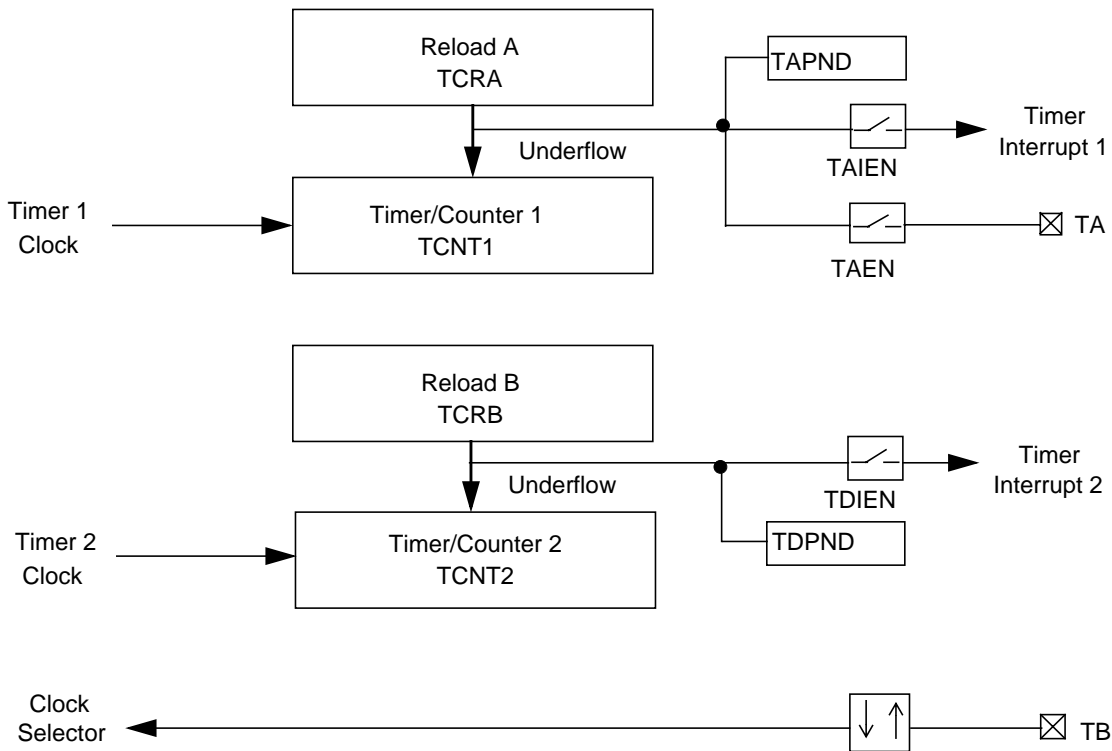 Reload A
TCRA
TAPND
Underflow
Timer
Interrupt 1
TAIEN
Timer 1
Clock
Timer/Counter 1
TCNT1
TA
TAEN
Reload B
TCRB
Underflow
Timer
Interrupt 2
TDIEN
Timer 2
Clock
Timer/Counter 2
TCNT2
TDPND
Clock
Selector
TB